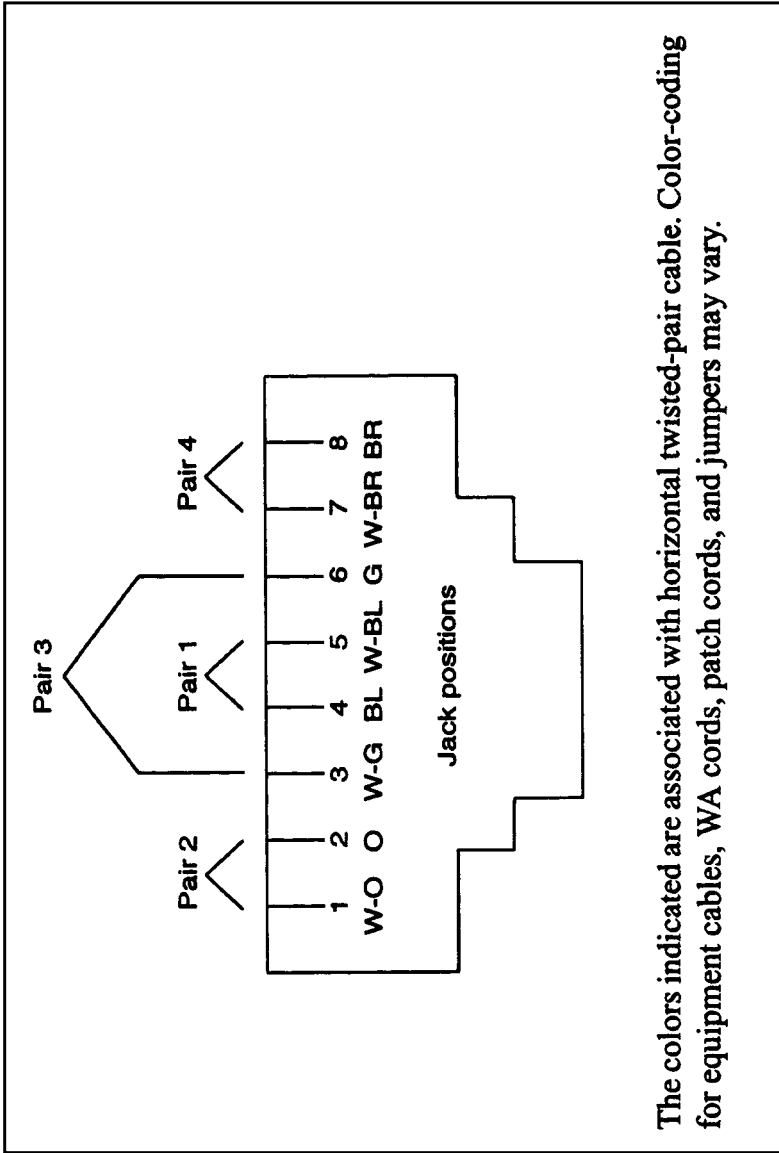 Pair 3
Pair 2 Pair 1 Pair 4
1 2 3 4 5 6 7 8
W-O O W-G BL W-BL G W-BR BR
Jack positions
The colors indicated are associated with horizontal twisted-pair cable. Color-coding
for equipment cables, WA cords, patch cords, and jumpers may vary.